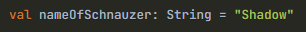 val nameOfSchnauzer: String = "Shadow"